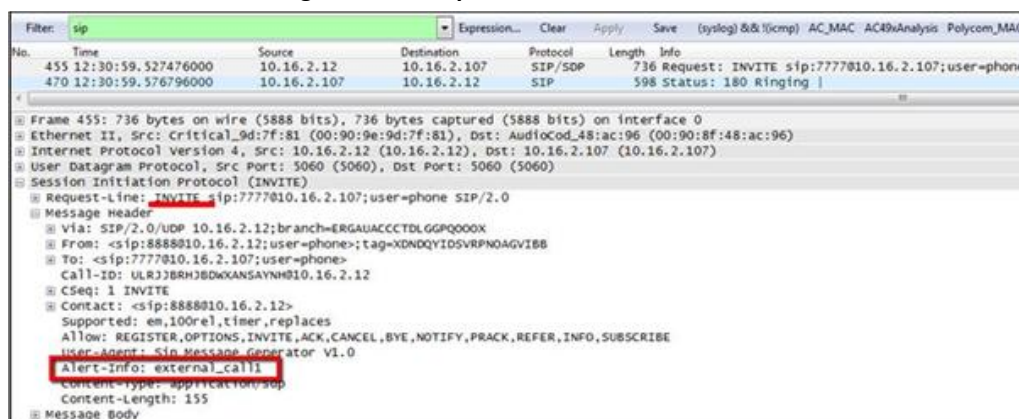 Filter: sip Expression... Clear Apply Save (syslog) && !(icmp) AC_MAC AC49xAnalysis Polycom_MAC
No. Time Source Destination Protocol Length Info
455 12:30:59.527476000 10.16.2.12 10.16.2.107 SIP/SDP 736 Request: INVITE sip:7777@10.16.2.107;user=phone
470 12:30:59.576796000 10.16.2.107 10.16.2.12 SIP 598 Status: 180 Ringing |
Frame 455: 736 bytes on wire (5888 bits), 736 bytes captured (5888 bits) on interface 0
Ethernet II, Src: Critical_9d:7f:81 (00:90:9e:9d:7f:81), Dst: AudioCod_48:ac:96 (00:90:8f:48:ac:96)
Internet Protocol Version 4, Src: 10.16.2.12 (10.16.2.12), Dst: 10.16.2.107 (10.16.2.107)
User Datagram Protocol, Src Port: 5060 (5060), Dst Port: 5060 (5060)
Session Initiation Protocol (INVITE)
Request-Line: INVITE sip:7777@10.16.2.107;user=phone SIP/2.0
Message Header
Via: SIP/2.0/UDP 10.16.2.12;branch=ERGAUACCCTDLGGPQOOOX
From: <sip:8888@10.16.2.12;user=phone>;tag=XDNDQYIDSVRPNOAGVIBB
To: <sip:7777@10.16.2.107;user=phone>
Call-ID: ULRJJBRHJBDWXANSAYNH@10.16.2.12
CSeq: 1 INVITE
Contact: <sip:8888@10.16.2.12>
Supported: em,100rel,timer,replaces
Allow: REGISTER,OPTIONS,INVITE,ACK,CANCEL,BYE,NOTIFY,PRACK,REFER,INFO,SUBSCRIBE
User-Agent: Sip Message Generator V1.0
Alert-Info: external_call1
Content-Type: application/sdp
Content-Length: 155
Message Body